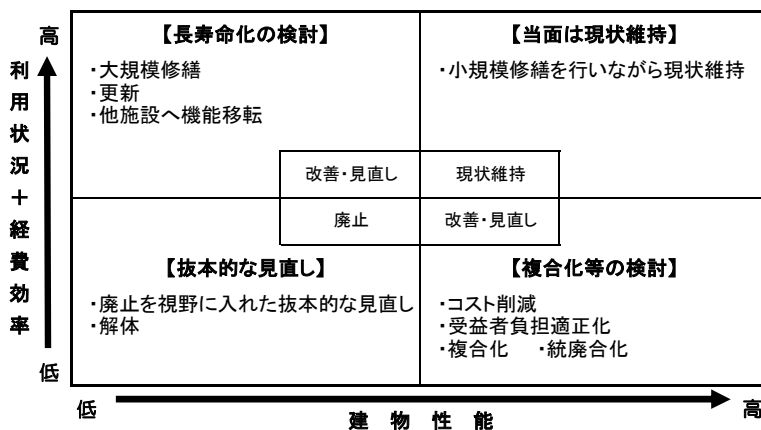 高
利用状況＋経費効率
低
【長寿命化の検討】
・大規模修繕
・更新
・他施設へ機能移転
【当面は現状維持】
・小規模修繕を行いながら現状維持
改善・見直し
現状維持
廃止
改善・見直し
【抜本的な見直し】
・廃止を視野に入れた抜本的な見直し
・解体
【複合化等の検討】
・コスト削減
・受益者負担適正化
・複合化　・統廃合化
低
建物性能
高